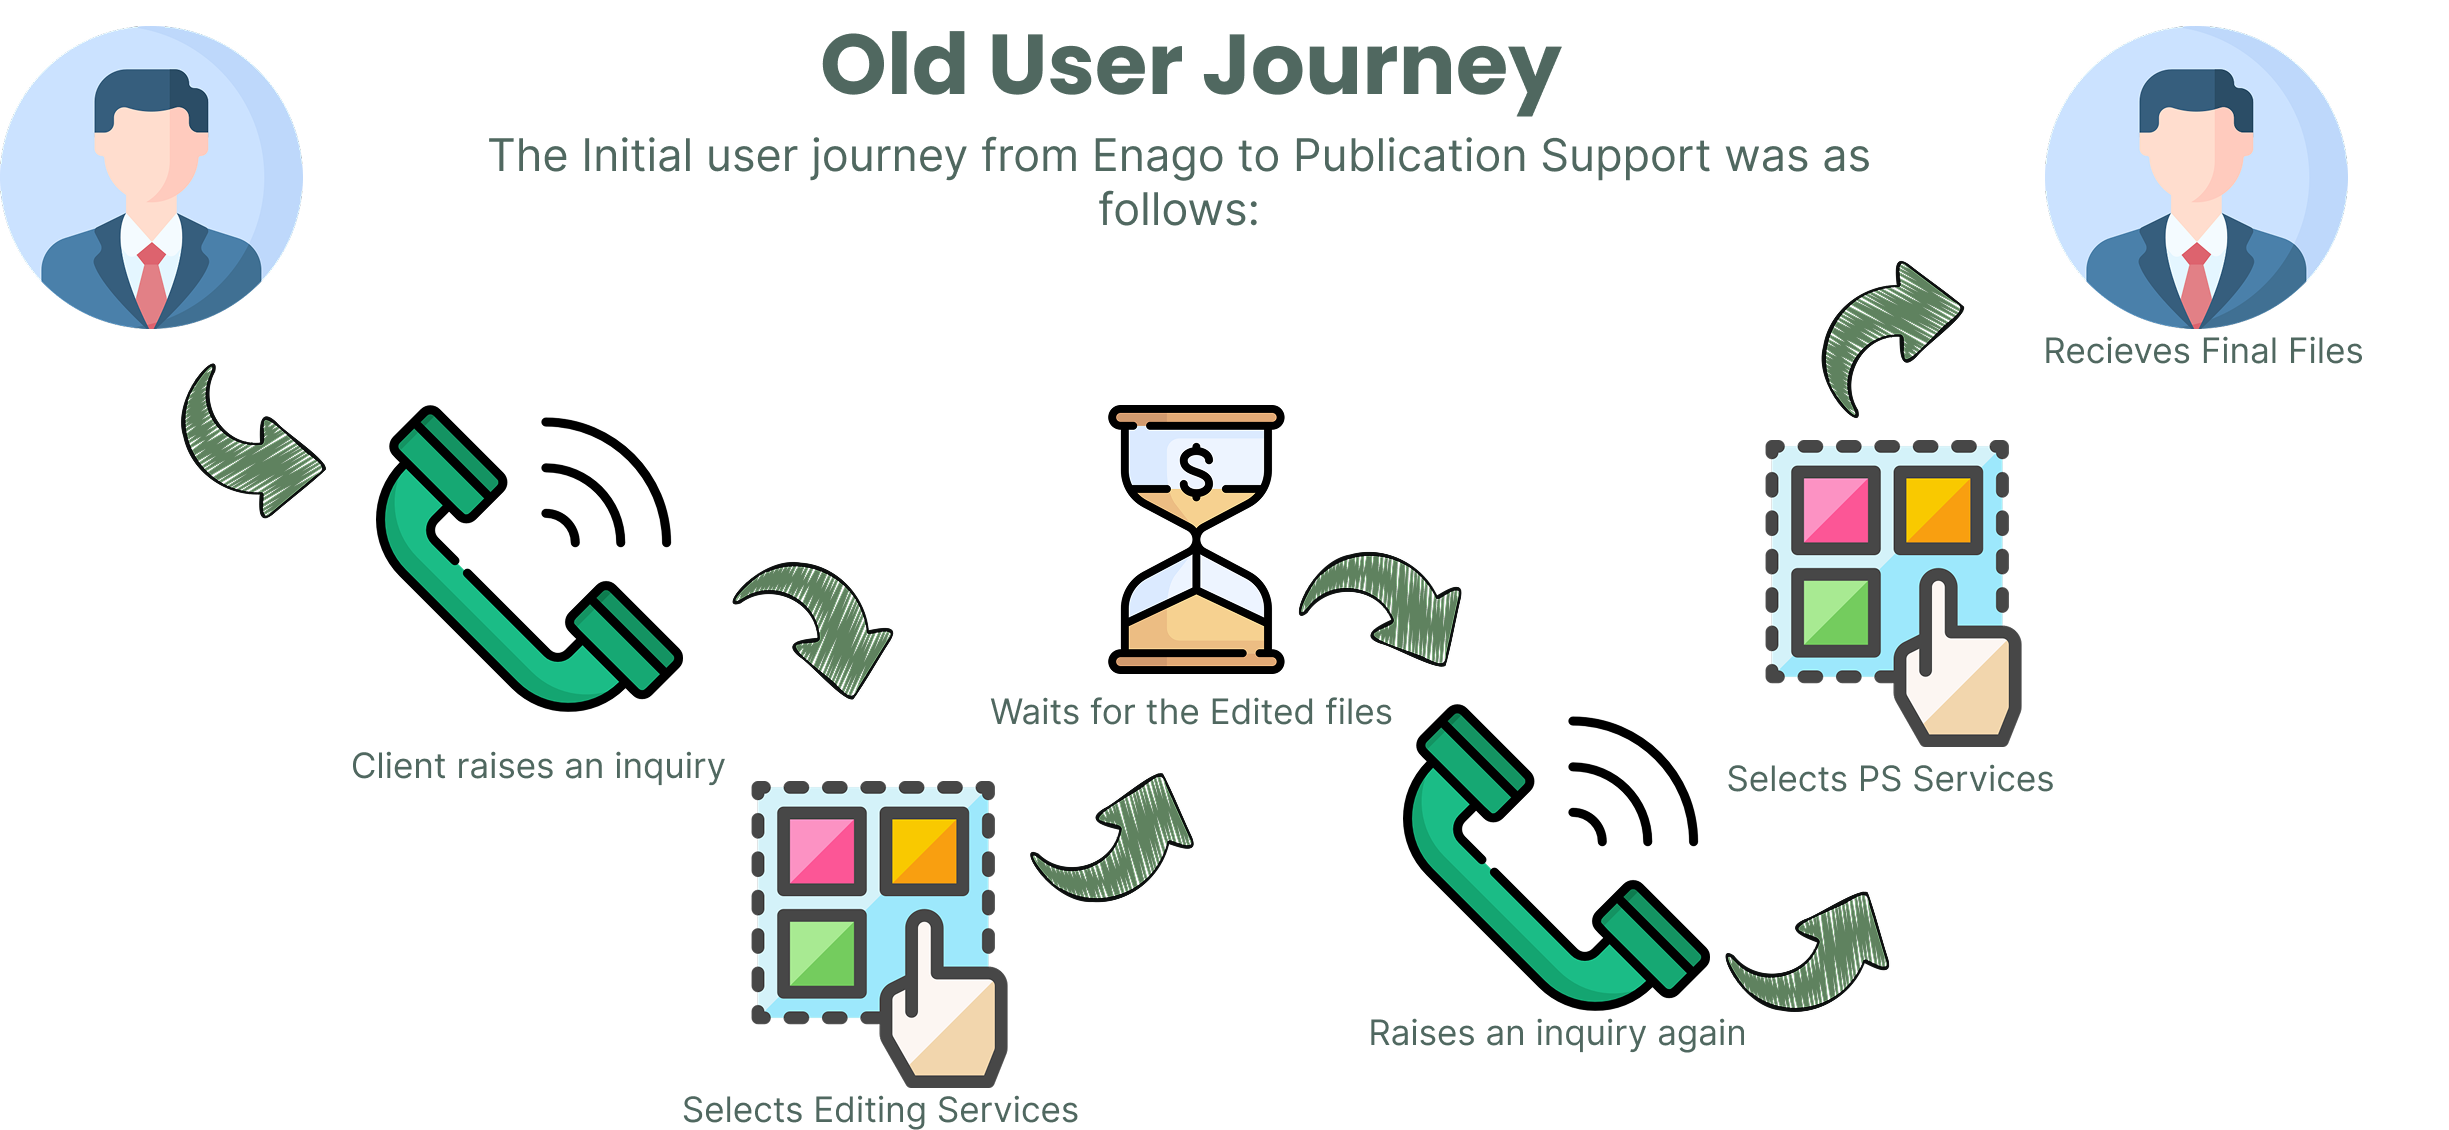 Old User Journey
The Initial user journey from Enago to Publication Support was as
follows:
Recieves Final Files
Waits for the Edited files
Client raises an inquiry
Selects PS Services
Raises an inquiry again
Selects Editing Services
$